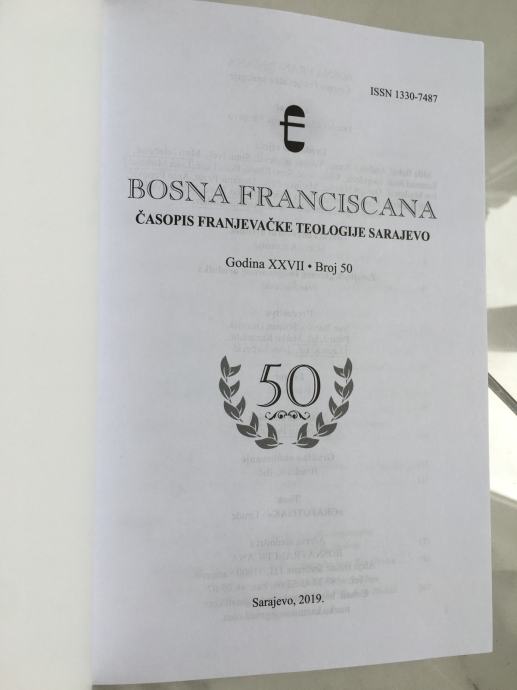 ISSN 1330-7487
BOSNA FRANCISCANA
ČASOPIS FRANJEVAČKE TEOLOGIJE SARAJEVO
Godina XXVII • Broj 50
50
Sarajevo, 2019.